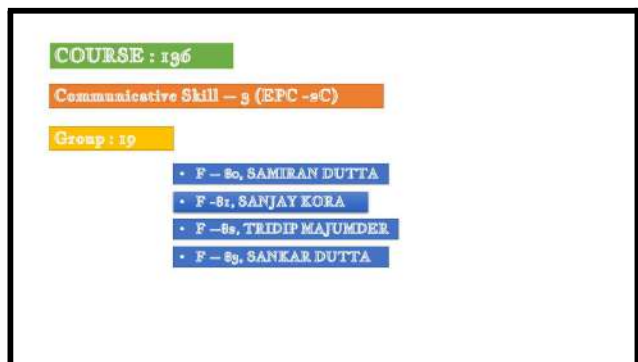 COURSE : 136
Communicative Skill – 3 (EPC -2C)
Group : 19
• F – 80, SAMIRAN DUTTA
• F -81, SANJAY KORA
• F –82, TRIDIP MAJUMDER
• F – 83, SANKAR DUTTA